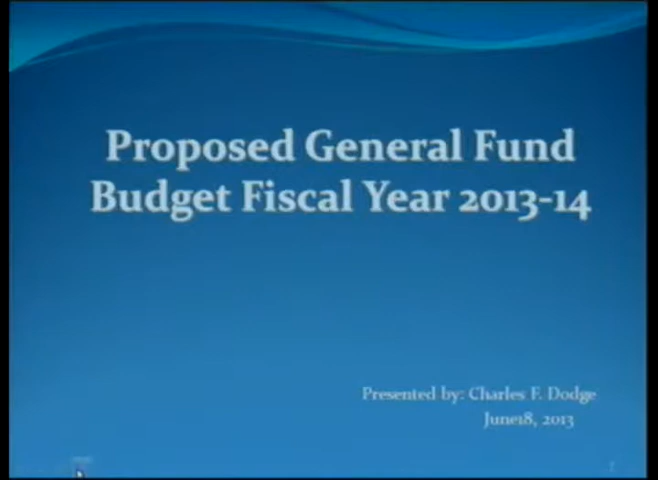 Proposed General Fund
Budget Fiscal Year 2013-14
Presented by: Charles F. Dodge
June18, 2013